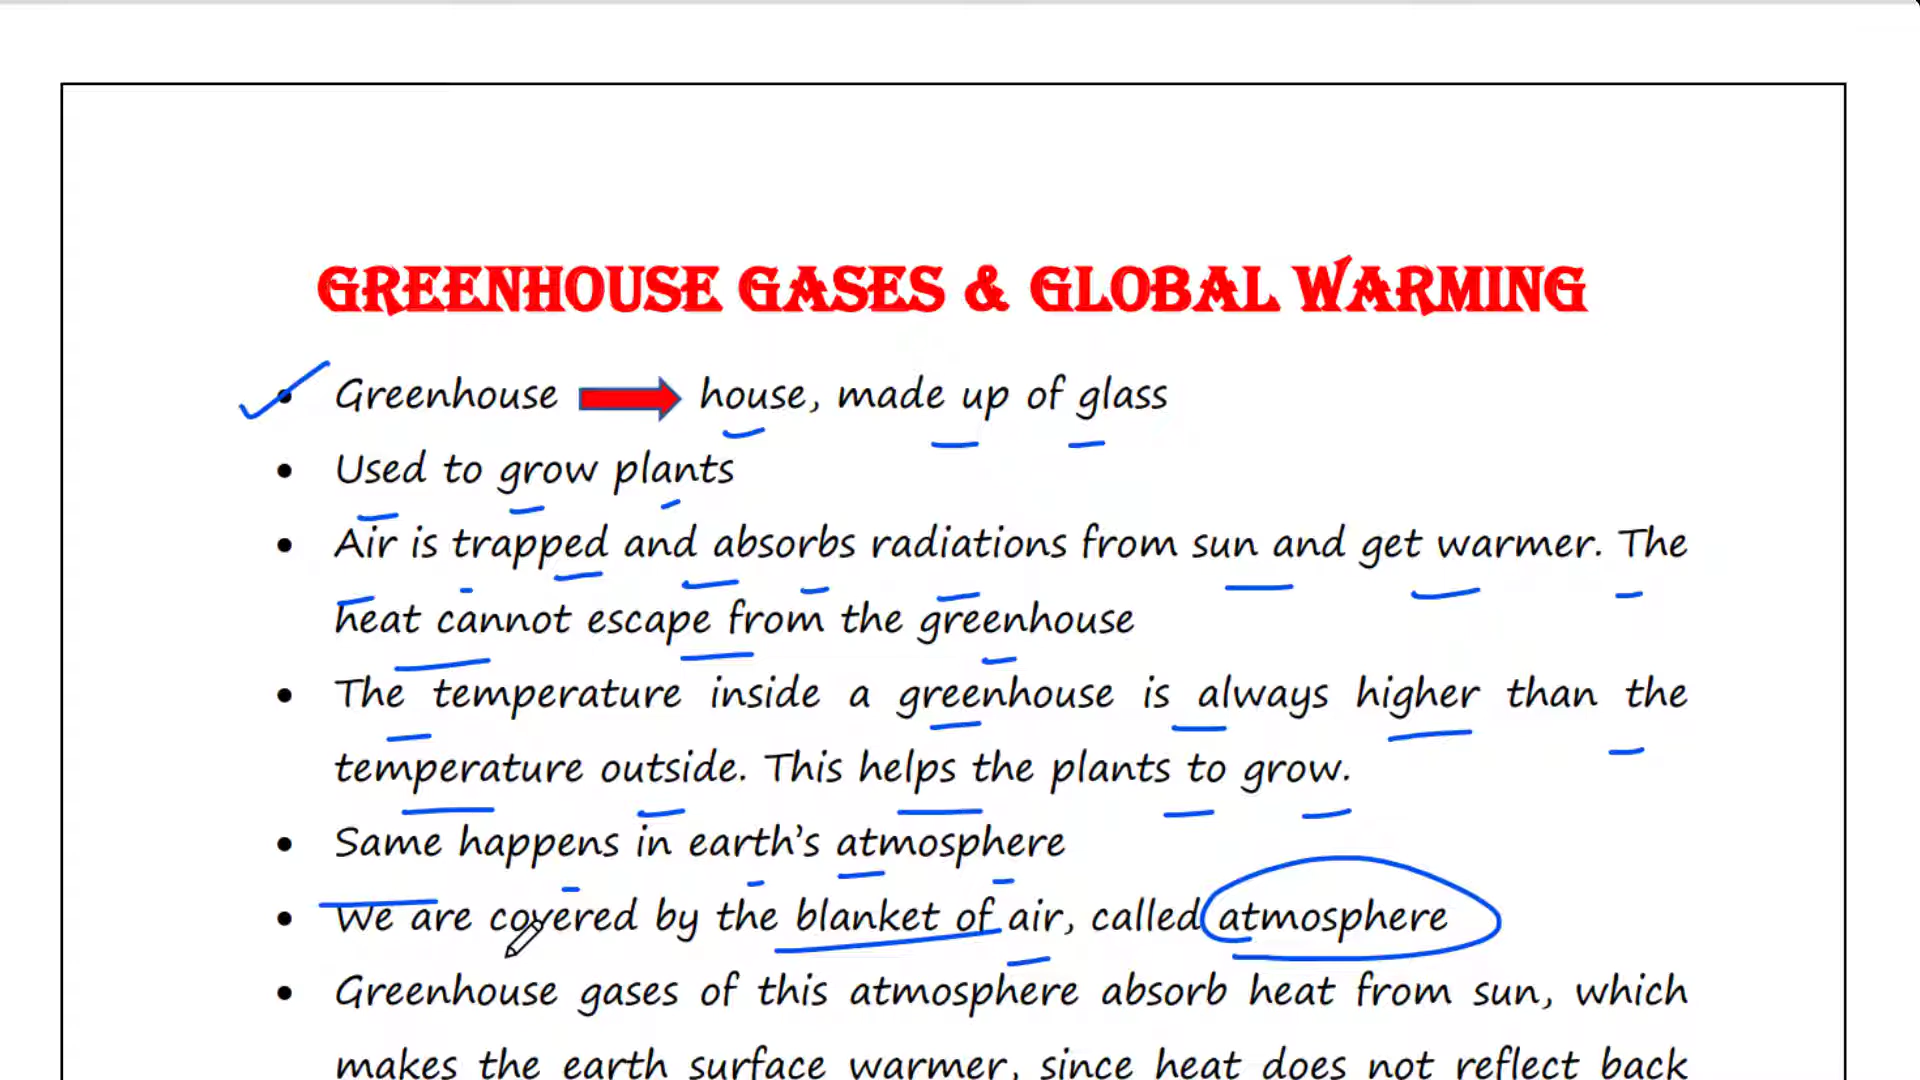 GREENHOUSE GASES & GLOBAL WARMING
• Greenhouse house, made up of glass
• Used to grow plants
• Air is trapped and absorbs radiations from sun and get warmer. The
heat cannot escape from the greenhouse
• The temperature inside a greenhouse is always higher than the
temperature outside. This helps the plants to grow.
• Same happens in earth's atmosphere
• We are covered by the blanket of air, called atmosphere
• Greenhouse gases of this atmosphere absorb heat from sun, which
makes the earth surface warmer, since heat does not reflect back